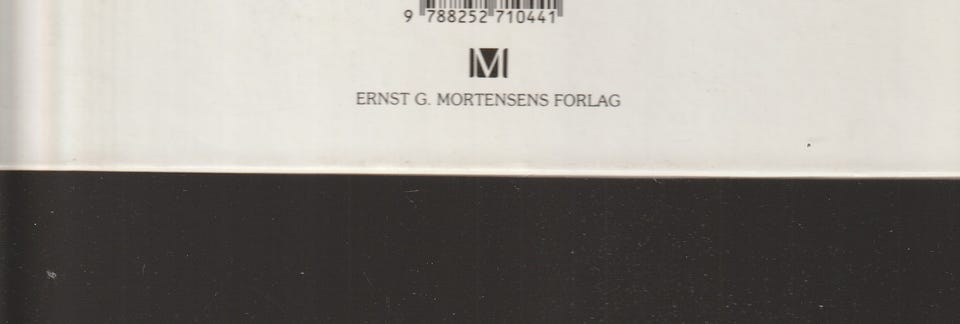 9 788252 710441
M
ERNST G. MORTENSENS FORLAG